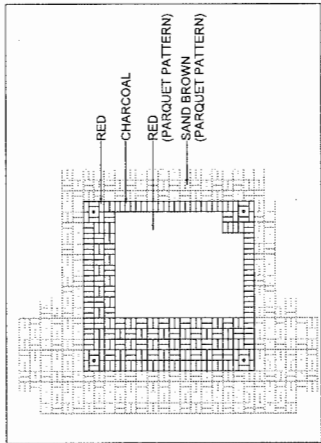 RED
CHARCOAL
RED
(PARQUET PATTERN)
SAND BROWN
(PARQUET PATTERN)